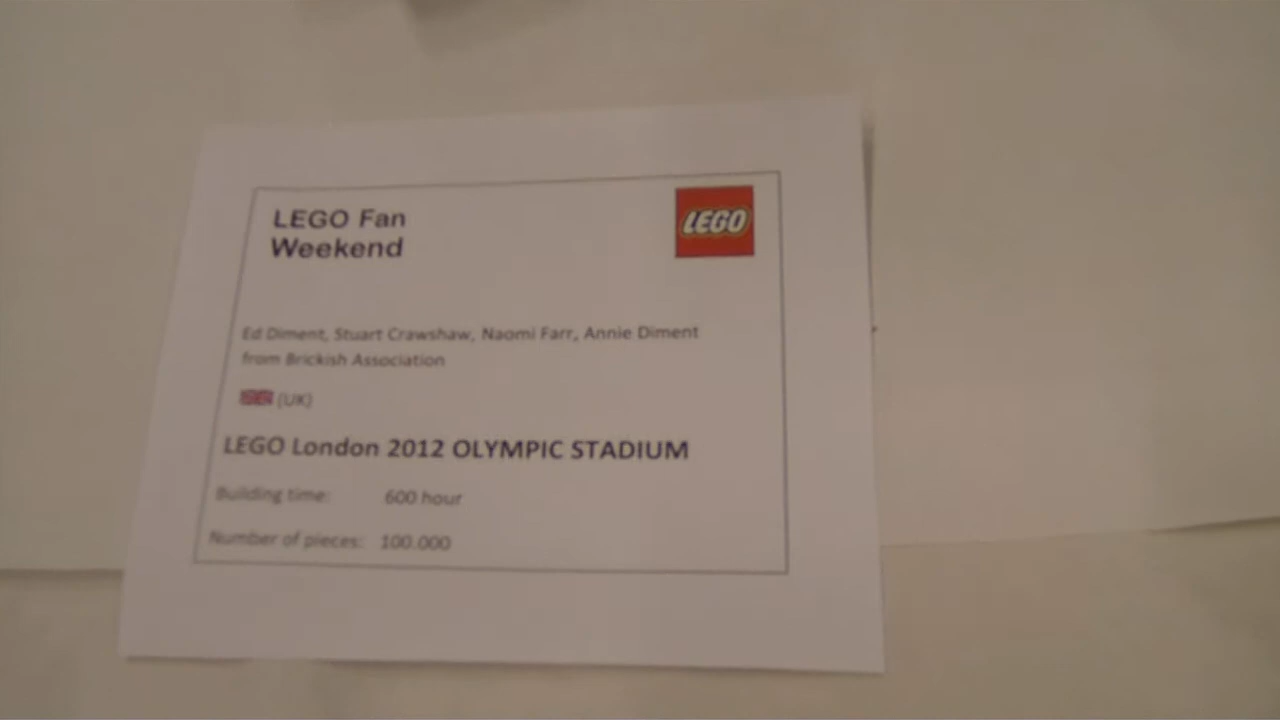 LEGO Fan
Weekend
LEGO
Ed Diment, Stuart Crawshaw, Naomi Farr, Annie Diment
from Brickish Association
(UK)
LEGO London 2012 OLYMPIC STADIUM
Building time: 600 hour
Number of pieces: 100.000